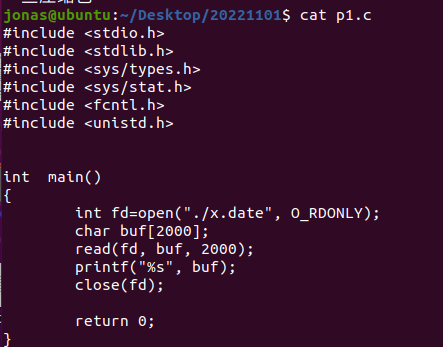 jonas@ubuntu:~/Desktop/20221101$ cat p1.c
#include <stdio.h>
#include <stdlib.h>
#include <sys/types.h>
#include <sys/stat.h>
#include <fcntl.h>
#include <unistd.h>
int  main()
{
        int fd=open("./x.date", O_RDONLY);
        char buf[2000];
        read(fd, buf, 2000);
        printf("%s", buf);
        close(fd);
        return 0;
}